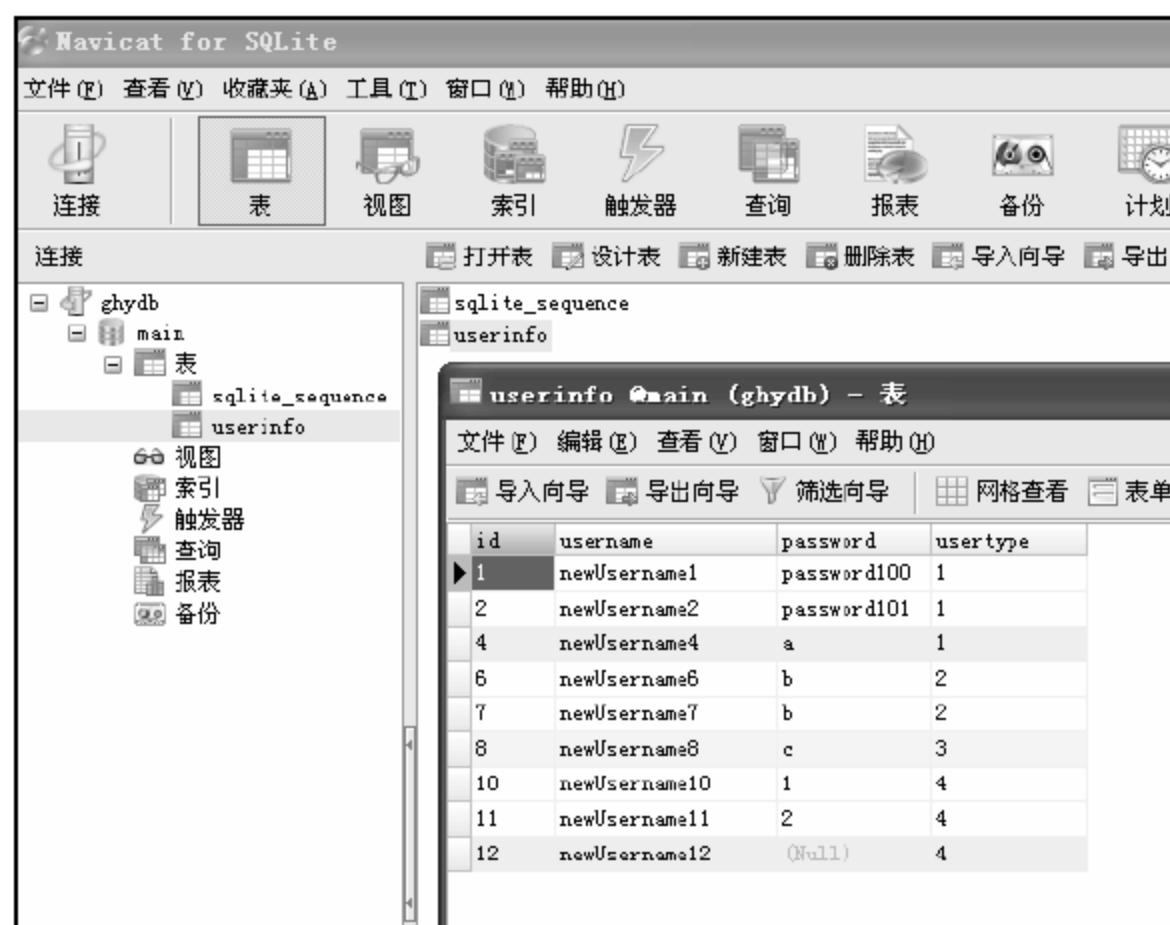 Navicat for SQLite
文件(F) 查看(V) 收藏夹(A) 工具(T) 窗口(W) 帮助(H)
连接 表 视图 索引 触发器 查询 报表 备份 计划
连接 打开表 设计表 新建表 删除表 导入向导 导出
ghydb
main
表
sqlite_sequence
userinfo
视图
索引
触发器
查询
报表
备份
sqlite_sequence
userinfo
userinfo @main (ghydb) - 表
文件(F) 编辑(E) 查看(V) 窗口(W) 帮助(H)
导入向导 导出向导 筛选向导 网格查看 表单
id username password usertype
1 newUsername1 password100 1
2 newUsername2 password101 1
4 newUsername4 a 1
6 newUsername6 b 2
7 newUsername7 b 2
8 newUsername8 c 3
10 newUsername10 1 4
11 newUsername11 2 4
12 newUsername12 (Null) 4